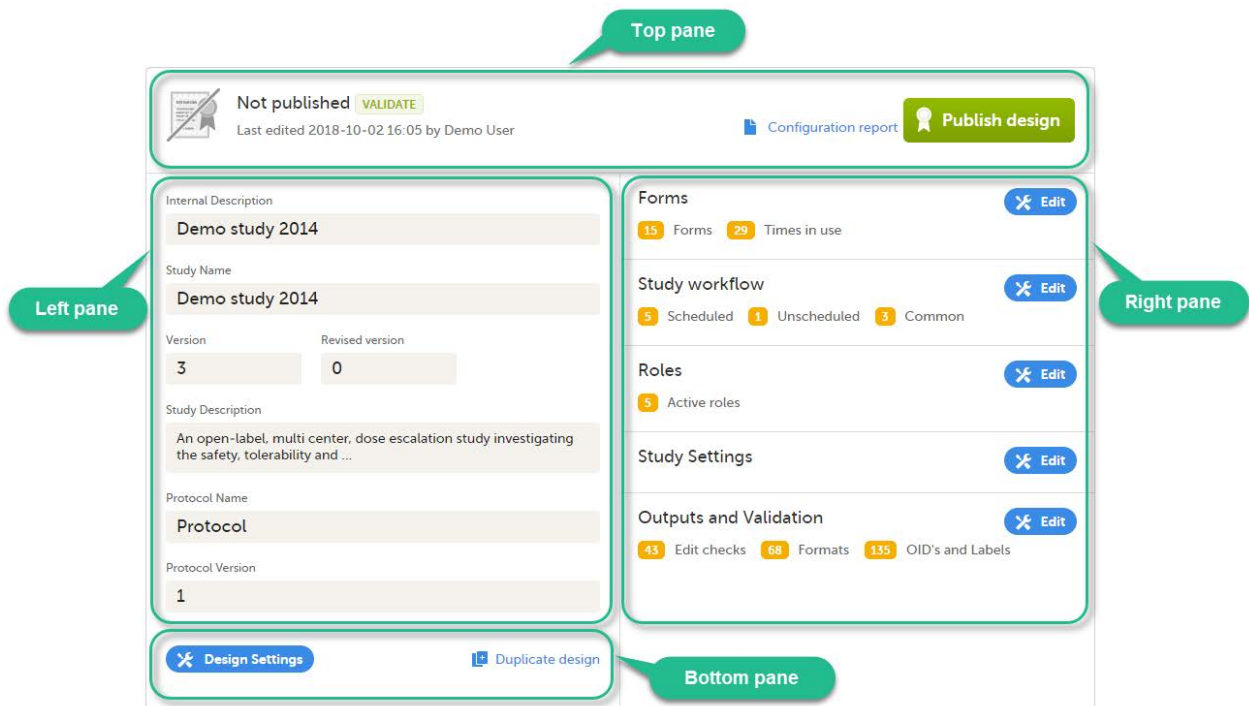 Top pane
Not published VALIDATE
Last edited 2018-10-02 16:05 by Demo User
Configuration report
Publish design
Left pane
Internal Description
Demo study 2014
Study Name
Demo study 2014
Version Revised version
3 0
Study Description
An open-label, multi center, dose escalation study investigating
the safety, tolerability and ...
Protocol Name
Protocol
Protocol Version
1
Right pane
Forms Edit
15 Forms 29 Times in use
Study workflow Edit
5 Scheduled 1 Unscheduled 3 Common
Roles Edit
5 Active roles
Study Settings Edit
Outputs and Validation Edit
43 Edit checks 68 Formats 135 OID's and Labels
Design Settings Duplicate design
Bottom pane